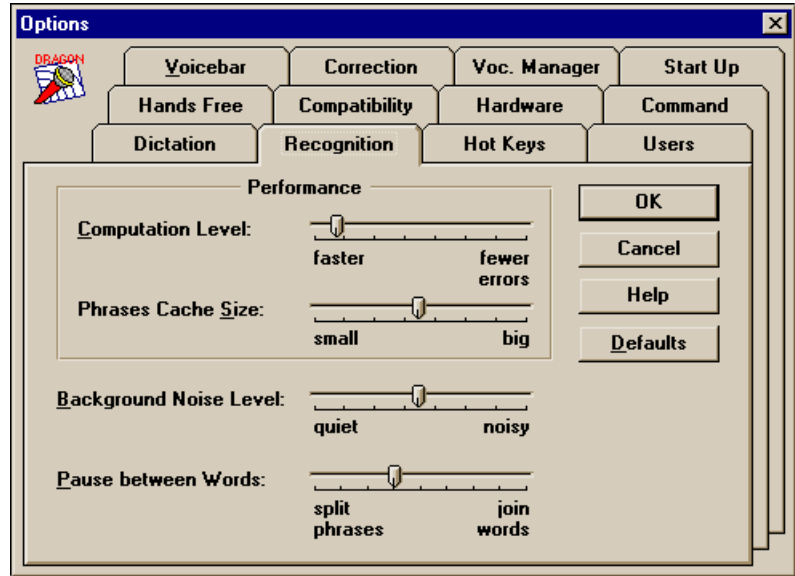 Options
DRAGON
Voicebar Correction Voc. Manager Start Up
Hands Free Compatibility Hardware Command
Dictation Recognition Hot Keys Users
Performance
OK
Computation Level:
faster fewer
errors
Cancel
Help
Phrases Cache Size:
small big
Defaults
Background Noise Level:
quiet noisy
Pause between Words:
split join
phrases words